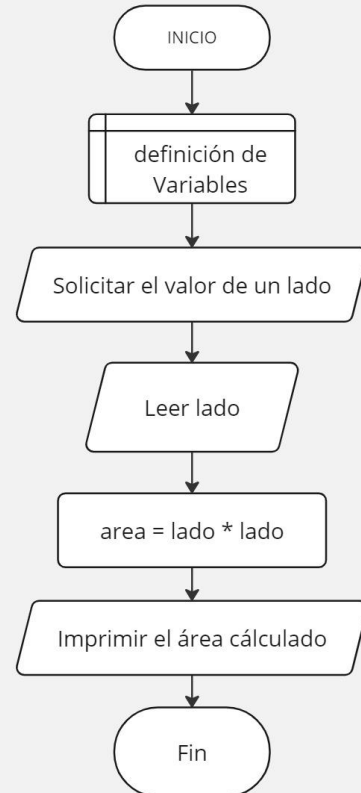 INICIO
definición de
Variables
Solicitar el valor de un lado
Leer lado
area = lado * lado
Imprimir el área cálculado
Fin